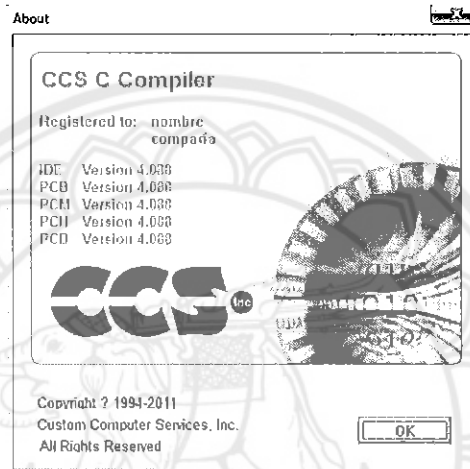 About
CCS C Compiler
Registered to: nombre
compañía
IDE Version 4.088
PCB Version 4.088
PCM Version 4.088
PCH Version 4.088
PCD Version 4.088
CCS Inc
Copyright ? 1994-2011
Custom Computer Services, Inc.
All Rights Reserved
OK